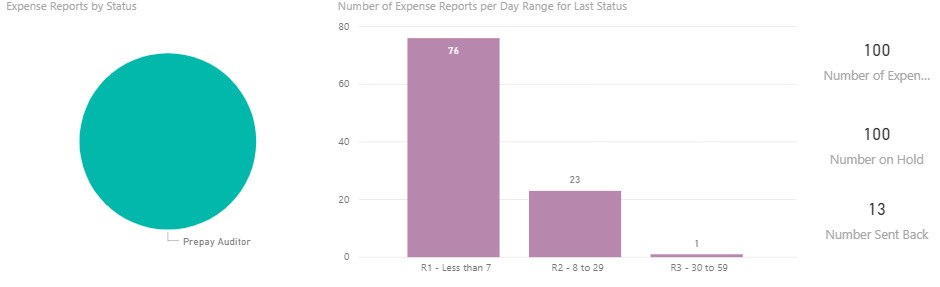 Expense Reports by Status
Prepay Auditor
Number of Expense Reports per Day Range for Last Status
80
60
40
20
0
76
23
1
R1 - Less than 7
R2 - 8 to 29
R3 - 30 to 59
100
Number of Expen...
100
Number on Hold
13
Number Sent Back